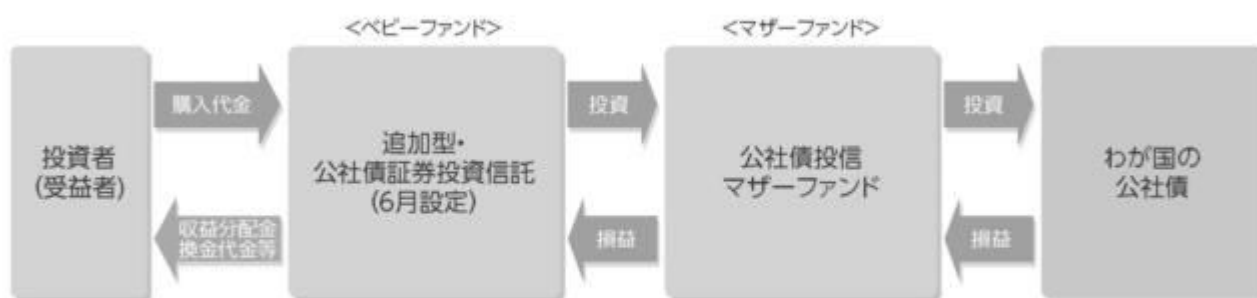 <ベビーファンド>
<マザーファンド>
投資者
(受益者)
購入代金
収益分配金
換金代金等
追加型・
公社債証券投資信託
(6月設定)
投資
損益
公社債投信
マザーファンド
投資
損益
わが国の
公社債